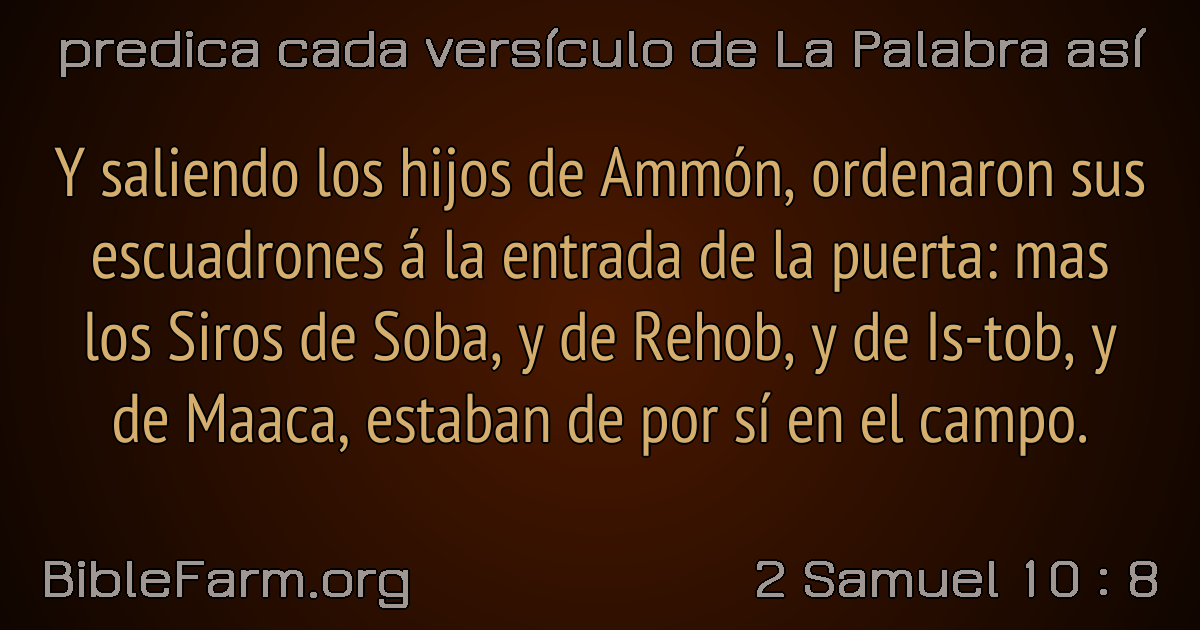 predica cada versículo de La Palabra así
Y saliendo los hijos de Ammón, ordenaron sus
escuadrones á la entrada de la puerta: mas
los Siros de Soba, y de Rehob, y de Is-tob, y
de Maaca, estaban de por sí en el campo.
BibleFarm.org
2 Samuel 10 : 8